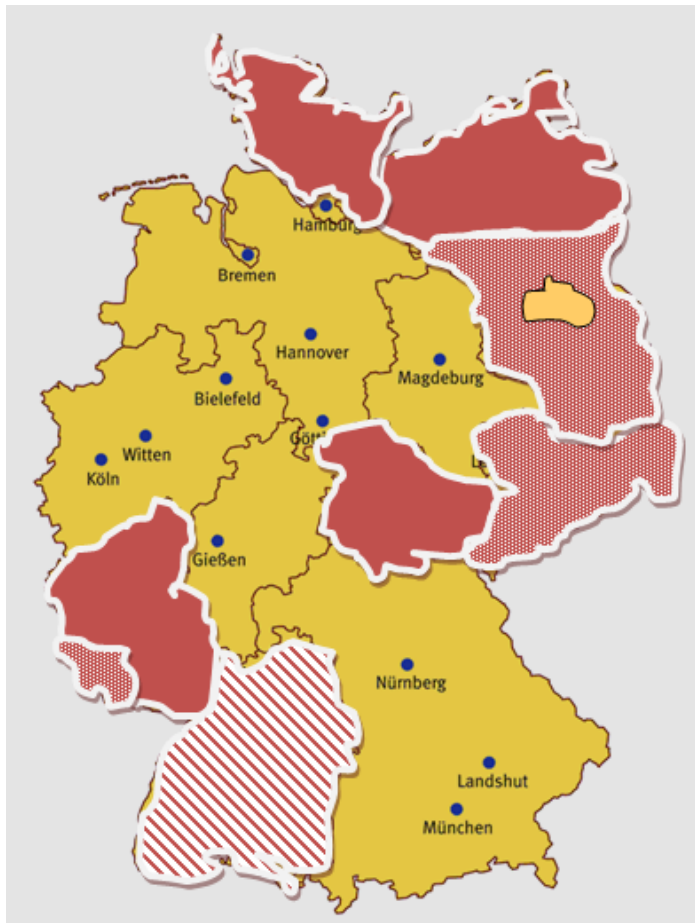 Hamburg
Bremen
Hannover
Magdeburg
Bielefeld
Witten
Köln
Gießen
Nürnberg
Landshut
München